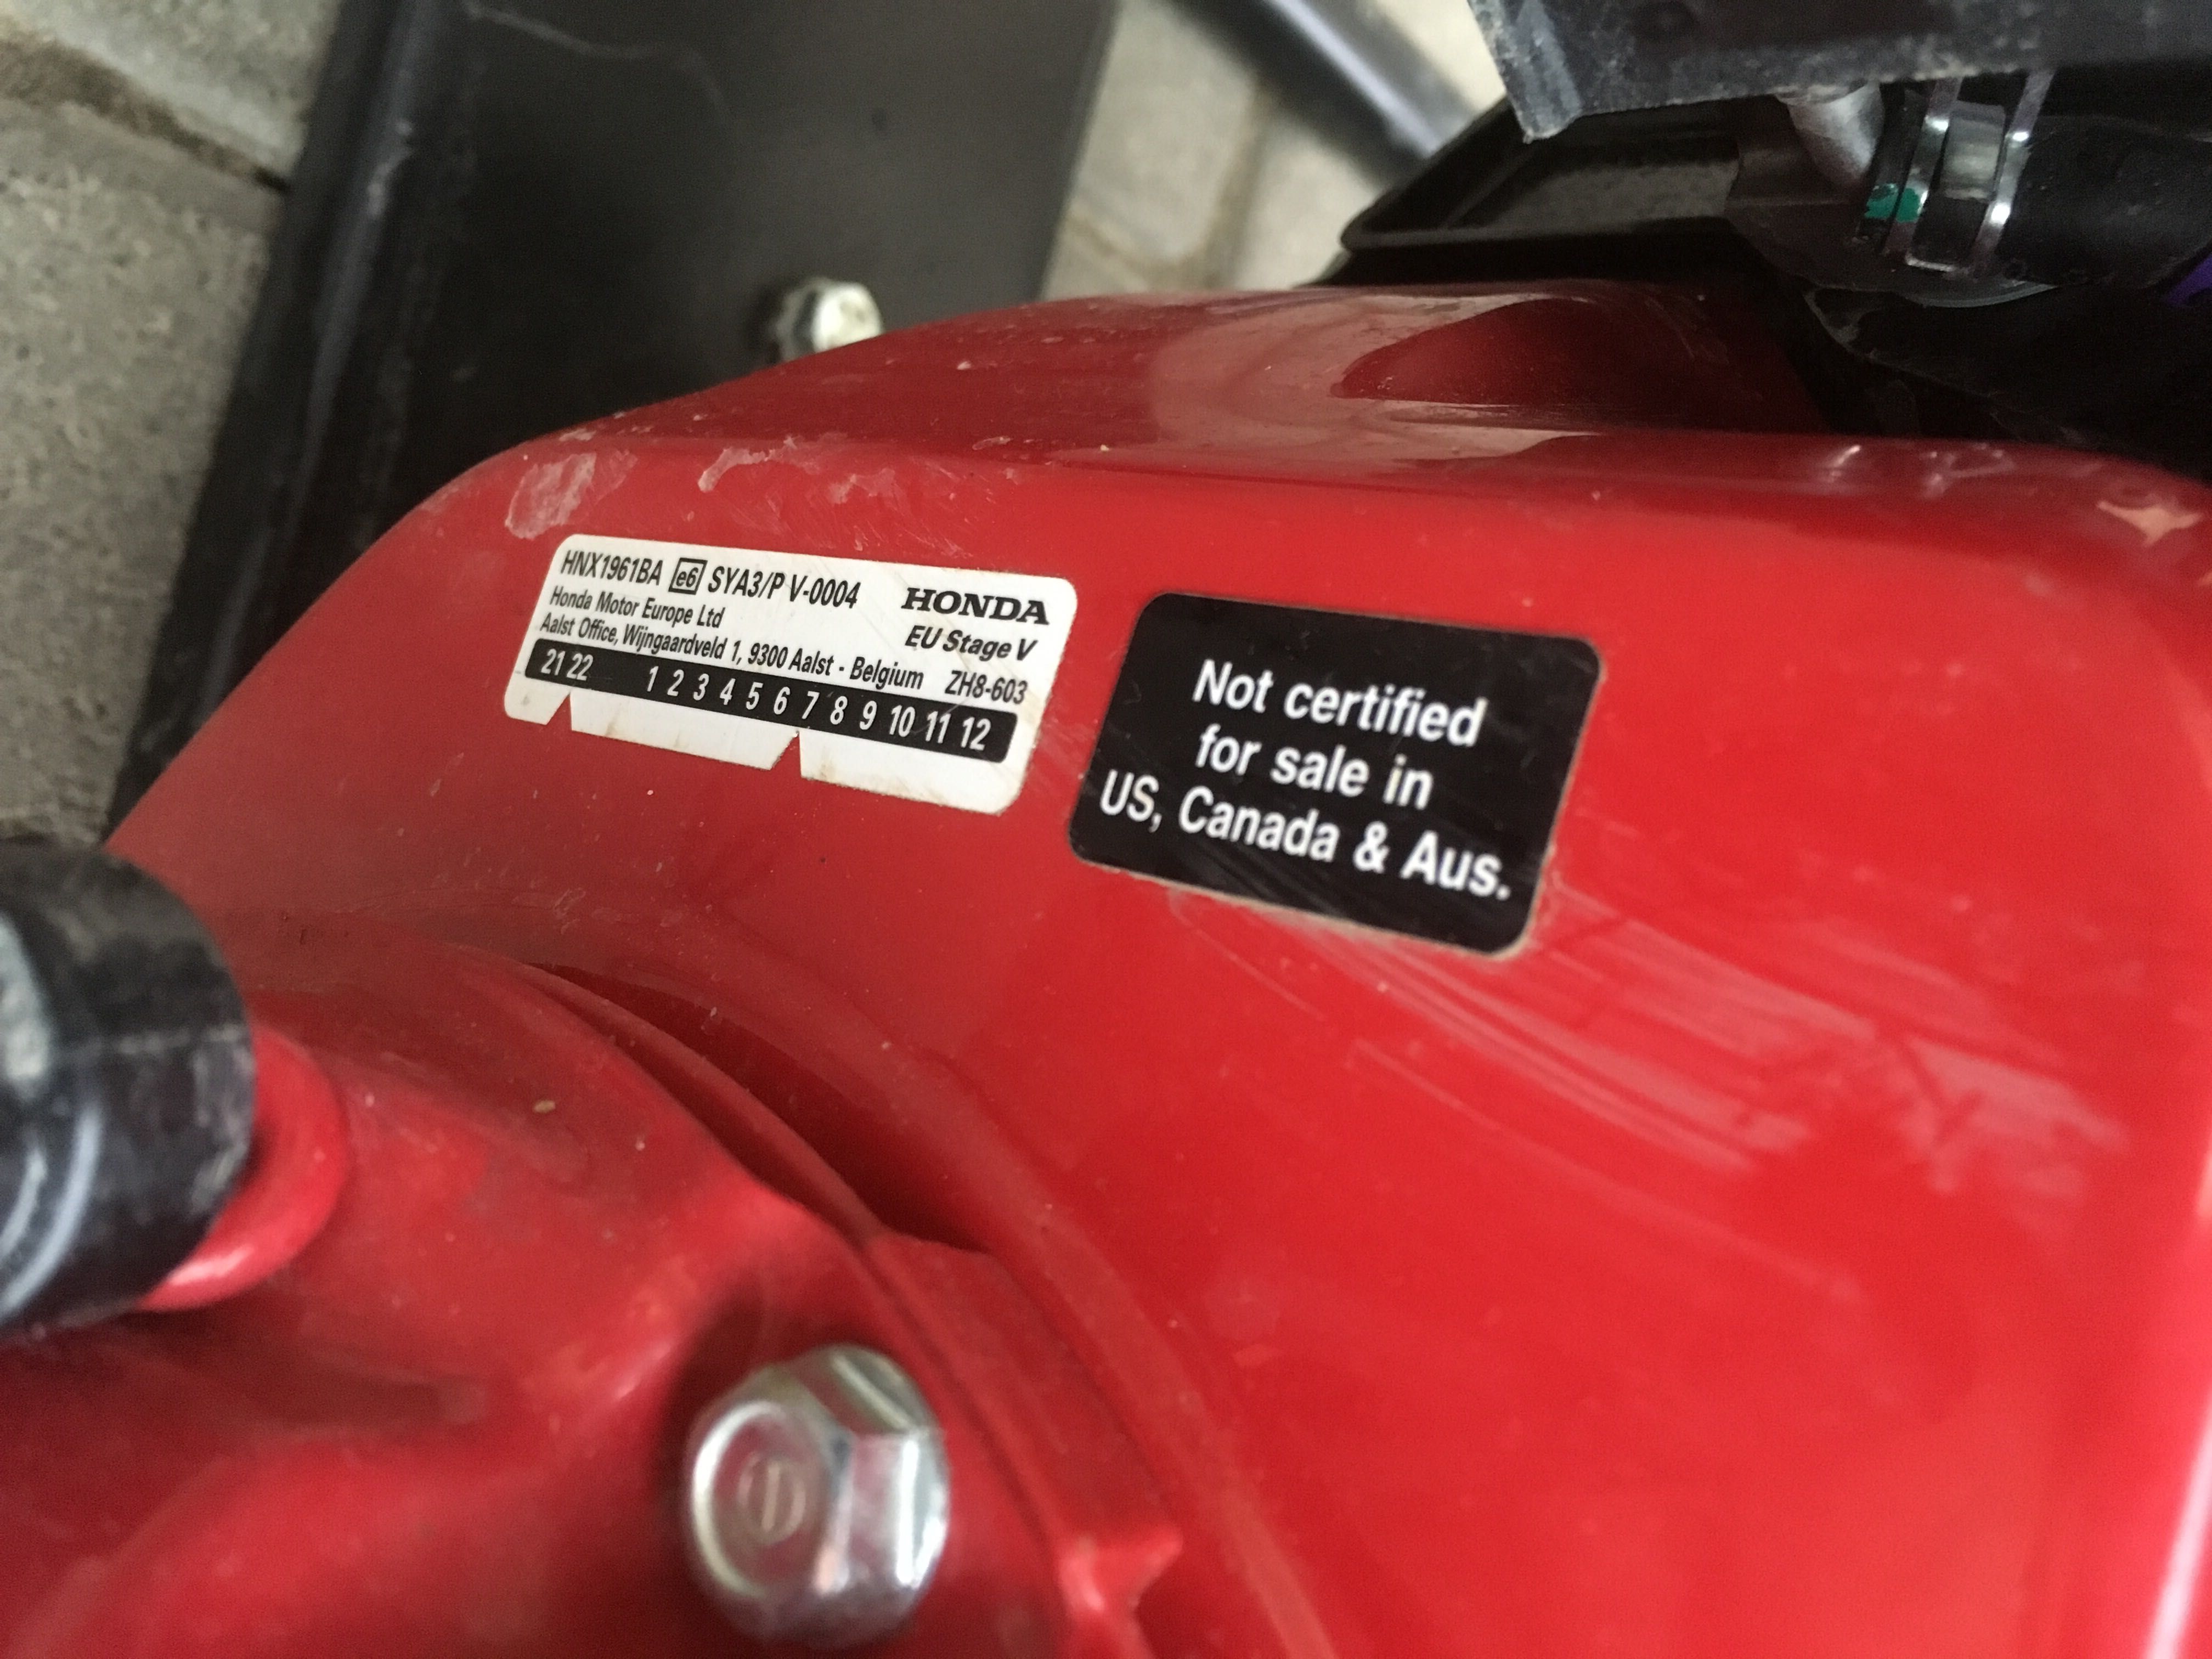 HNX1961BA e6 SYA3/P V-0004 HONDA
Honda Motor Europe Ltd EU Stage V
Aalst Office, Wijngaardveld 1, 9300 Aalst - Belgium ZH8-603
21 22 1 2 3 4 5 6 7 8 9 10 11 12
Not certified
for sale in
US, Canada & Aus.